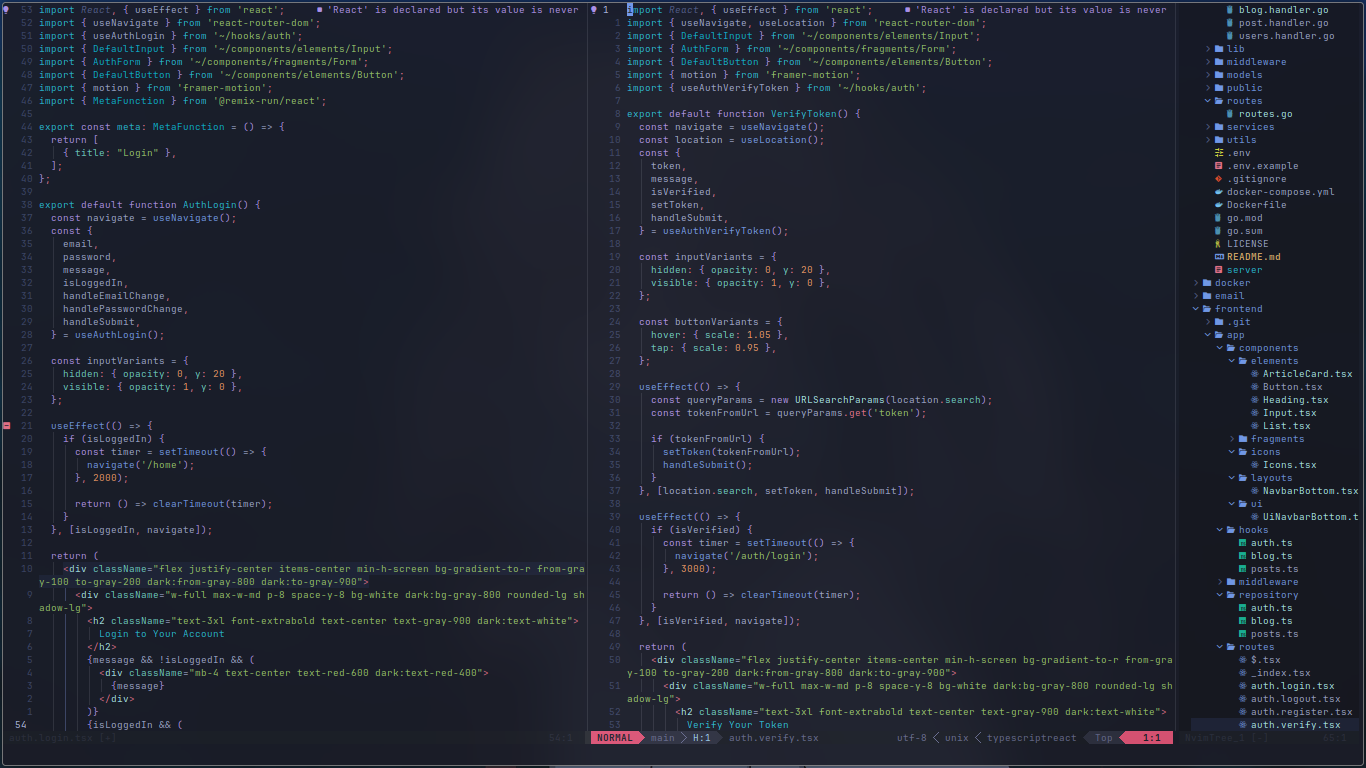 53 import React, { useEffect } from 'react';     ■ 'React' is declared but its value is never
52 import { useNavigate } from 'react-router-dom';
51 import { useAuthLogin } from '~/hooks/auth';
50 import { DefaultInput } from '~/components/elements/Input';
49 import { AuthForm } from '~/components/fragments/Form';
48 import { DefaultButton } from '~/components/elements/Button';
47 import { motion } from 'framer-motion';
46 import { MetaFunction } from '@remix-run/react';
45
44 export const meta: MetaFunction = () => {
43   return [
42     { title: "Login" },
41   ];
40 };
39
38 export default function AuthLogin() {
37   const navigate = useNavigate();
36   const {
35     email,
34     password,
33     message,
32     isLoggedIn,
31     handleEmailChange,
30     handlePasswordChange,
29     handleSubmit,
28   } = useAuthLogin();
27
26   const inputVariants = {
25     hidden: { opacity: 0, y: 20 },
24     visible: { opacity: 1, y: 0 },
23   };
22
21   useEffect(() => {
20     if (isLoggedIn) {
19       const timer = setTimeout(() => {
18         navigate('/home');
17       }, 2000);
16
15       return () => clearTimeout(timer);
14     }
13   }, [isLoggedIn, navigate]);
12
11   return (
10     <div className="flex justify-center items-center min-h-screen bg-gradient-to-r from-gra
y-100 to-gray-200 dark:from-gray-800 dark:to-gray-900">
9       <div className="w-full max-w-md p-8 space-y-8 bg-white dark:bg-gray-800 rounded-lg sh
adow-lg">
8         <h2 className="text-3xl font-extrabold text-center text-gray-900 dark:text-white">
7           Login to Your Account
6         </h2>
5         {message && !isLoggedIn && (
4           <div className="mb-4 text-center text-red-600 dark:text-red-400">
3             {message}
2           </div>
1         )}
54         {isLoggedIn && (
auth.login.tsx [+] 54:1
1 import React, { useEffect } from 'react';     ■ 'React' is declared but its value is never
1 import { useNavigate, useLocation } from 'react-router-dom';
2 import { DefaultInput } from '~/components/elements/Input';
3 import { AuthForm } from '~/components/fragments/Form';
4 import { DefaultButton } from '~/components/elements/Button';
5 import { motion } from 'framer-motion';
6 import { useAuthVerifyToken } from '~/hooks/auth';
7
8 export default function VerifyToken() {
9   const navigate = useNavigate();
10   const location = useLocation();
11   const {
12     token,
13     message,
14     isVerified,
15     setToken,
16     handleSubmit,
17   } = useAuthVerifyToken();
18
19   const inputVariants = {
20     hidden: { opacity: 0, y: 20 },
21     visible: { opacity: 1, y: 0 },
22   };
23
24   const buttonVariants = {
25     hover: { scale: 1.05 },
26     tap: { scale: 0.95 },
27   };
28
29   useEffect(() => {
30     const queryParams = new URLSearchParams(location.search);
31     const tokenFromUrl = queryParams.get('token');
32
33     if (tokenFromUrl) {
34       setToken(tokenFromUrl);
35       handleSubmit();
36     }
37   }, [location.search, setToken, handleSubmit]);
38
39   useEffect(() => {
40     if (isVerified) {
41       const timer = setTimeout(() => {
42         navigate('/auth/login');
43       }, 3000);
44
45       return () => clearTimeout(timer);
46     }
47   }, [isVerified, navigate]);
48
49   return (
50     <div className="flex justify-center items-center min-h-screen bg-gradient-to-r from-gra
y-100 to-gray-200 dark:from-gray-800 dark:to-gray-900">
51       <div className="w-full max-w-md p-8 space-y-8 bg-white dark:bg-gray-800 rounded-lg sh
adow-lg">
52         <h2 className="text-3xl font-extrabold text-center text-gray-900 dark:text-white">
53           Verify Your Token
NORMAL main H:1 auth.verify.tsx utf-8 < unix < typescriptreact Top 1:1
blog.handler.go
post.handler.go
users.handler.go
lib
middleware
models
public
routes
routes.go
services
utils
.env
.env.example
.gitignore
docker-compose.yml
Dockerfile
go.mod
go.sum
LICENSE
README.md
server
docker
email
frontend
.git
app
components
elements
ArticleCard.tsx
Button.tsx
Heading.tsx
Input.tsx
List.tsx
fragments
icons
Icons.tsx
layouts
NavbarBottom.tsx
ui
UiNavbarBottom.t
hooks
auth.ts
blog.ts
posts.ts
middleware
repository
auth.ts
blog.ts
posts.ts
routes
$.tsx
_index.tsx
auth.login.tsx
auth.logout.tsx
auth.register.tsx
auth.verify.tsx
NvimTree_1 [-]